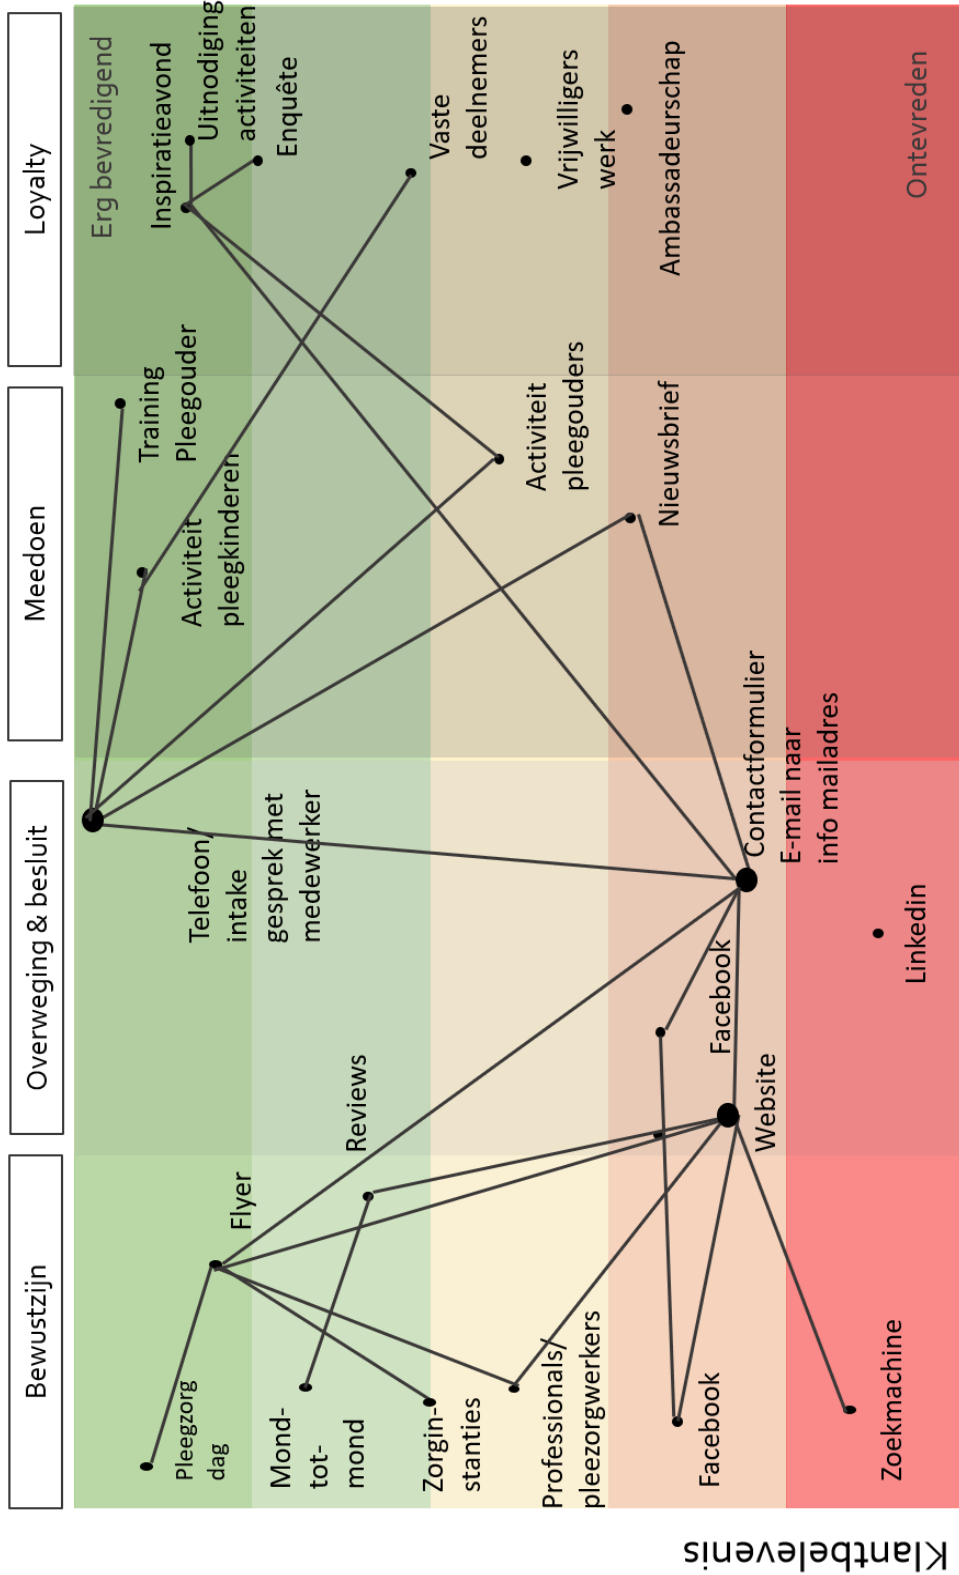 Klantbelevenis
Bewustzijn
Overweging & besluit
Meedoen
Loyalty
Erg bevredigend
Ontevreden
Pleegzorg
dag
Mond-
tot-
mond
Zorgin-
stanties
Professionals/
pleezorgwerkers
Facebook
Zoekmachine
Flyer
Reviews
Website
Facebook
Linkedin
Telefoon/
intake
gesprek met
medewerker
Contactformulier
E-mail naar
info mailadres
Training
Pleegouder
Activiteit
pleegkinderen
Activiteit
pleegouders
Nieuwsbrief
Inspiratieavond
Uitnodiging
activiteiten
Enquête
Vaste
deelnemers
Vrijwilligers
werk
Ambassadeurschap